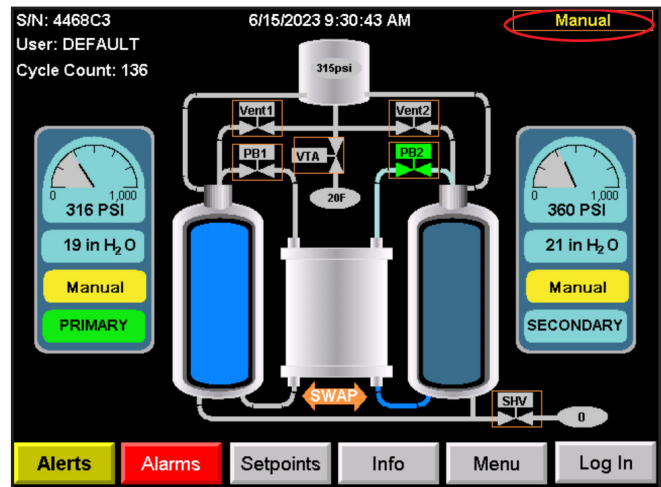 S/N: 4468C3
6/15/2023 9:30:43 AM
Manual
User: DEFAULT
Cycle Count: 136
315psi
Vent1
Vent2
PB1
VTA
PB2
20F
0
1,000
316 PSI
19 in H₂O
Manual
PRIMARY
0
1,000
360 PSI
21 in H₂O
Manual
SECONDARY
SWAP
SHV
0
Alerts
Alarms
Setpoints
Info
Menu
Log In